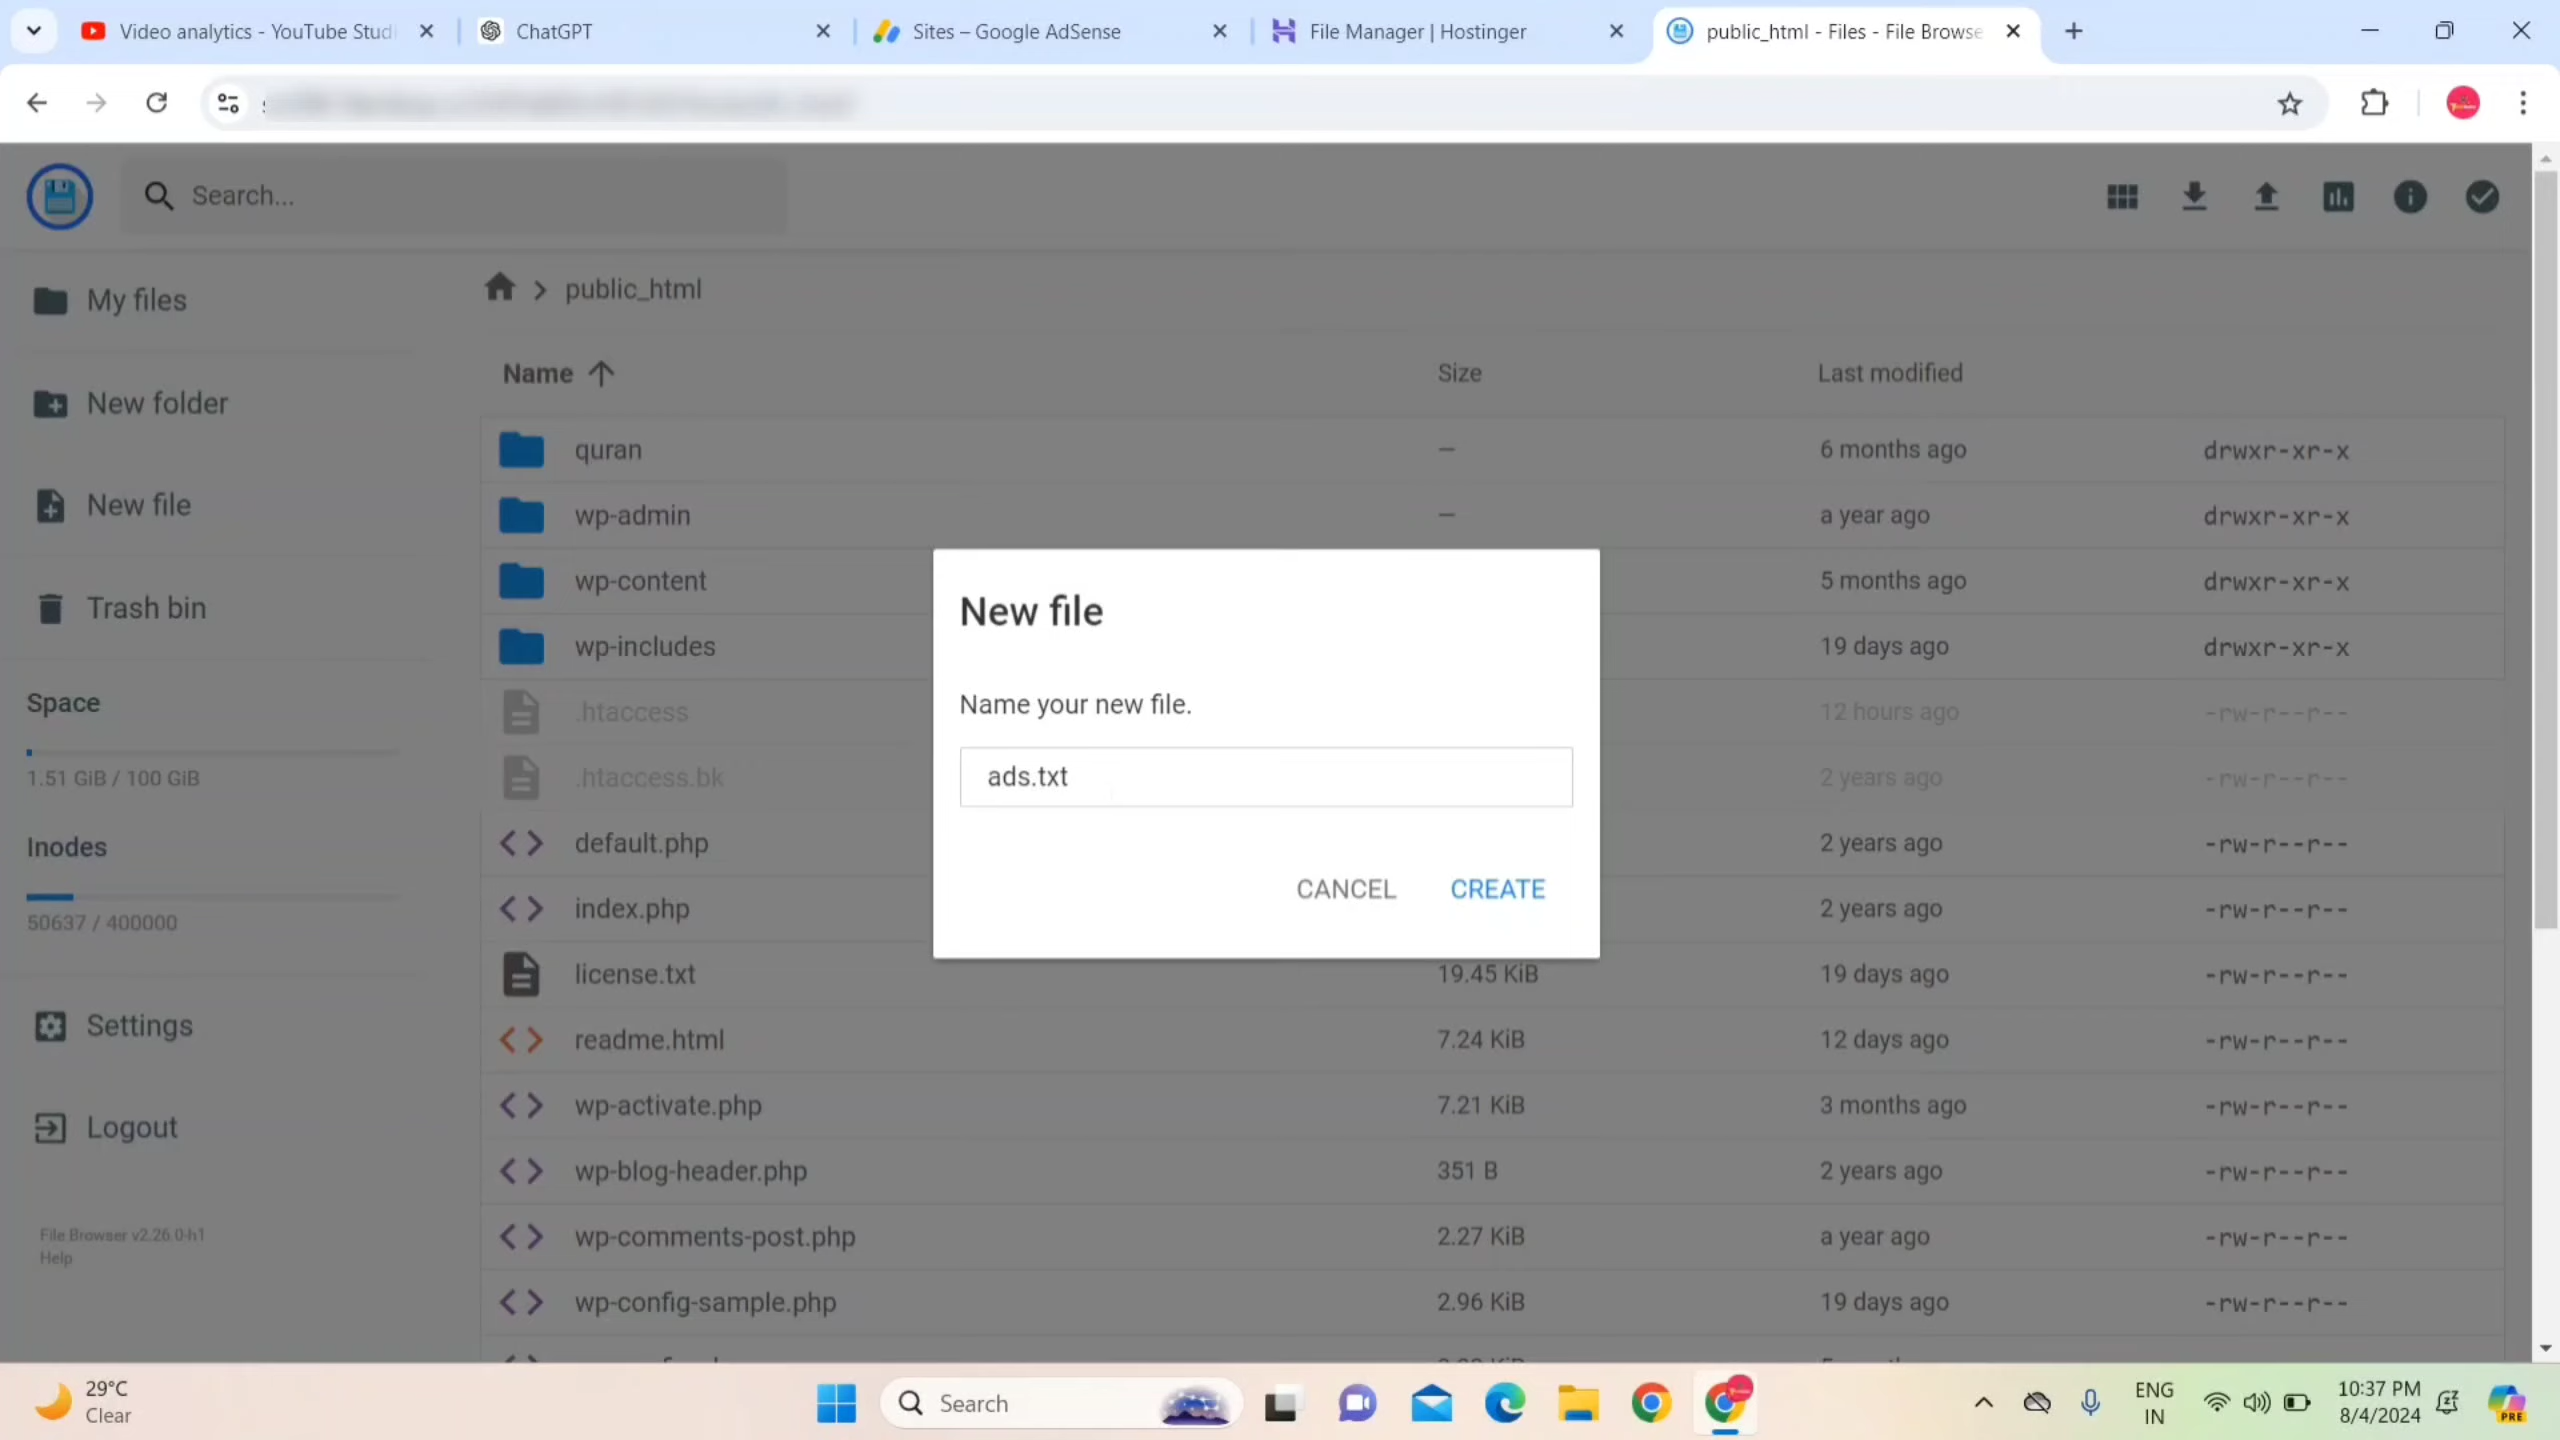 Video analytics - YouTube Studi
ChatGPT
Sites – Google AdSense
File Manager | Hostinger
public_html - Files - File Browse
Search...
My files
New folder
New file
Trash bin
Space
1.51 GiB / 100 GiB
Inodes
50637 / 400000
Settings
Logout
File Browser v2.26.0-h1
Help
public_html
Name Size Last modified
quran — 6 months ago drwxr-xr-x
wp-admin — a year ago drwxr-xr-x
wp-content 5 months ago drwxr-xr-x
wp-includes 19 days ago drwxr-xr-x
.htaccess 12 hours ago -rw-r--r--
.htaccess.bk 2 years ago -rw-r--r--
default.php 2 years ago -rw-r--r--
index.php 2 years ago -rw-r--r--
license.txt 19.45 KiB 19 days ago -rw-r--r--
readme.html 7.24 KiB 12 days ago -rw-r--r--
wp-activate.php 7.21 KiB 3 months ago -rw-r--r--
wp-blog-header.php 351 B 2 years ago -rw-r--r--
wp-comments-post.php 2.27 KiB a year ago -rw-r--r--
wp-config-sample.php 2.96 KiB 19 days ago -rw-r--r--
New file
Name your new file.
ads.txt
CANCEL CREATE
29°C
Clear
Search
ENG
IN
10:37 PM
8/4/2024
PRE